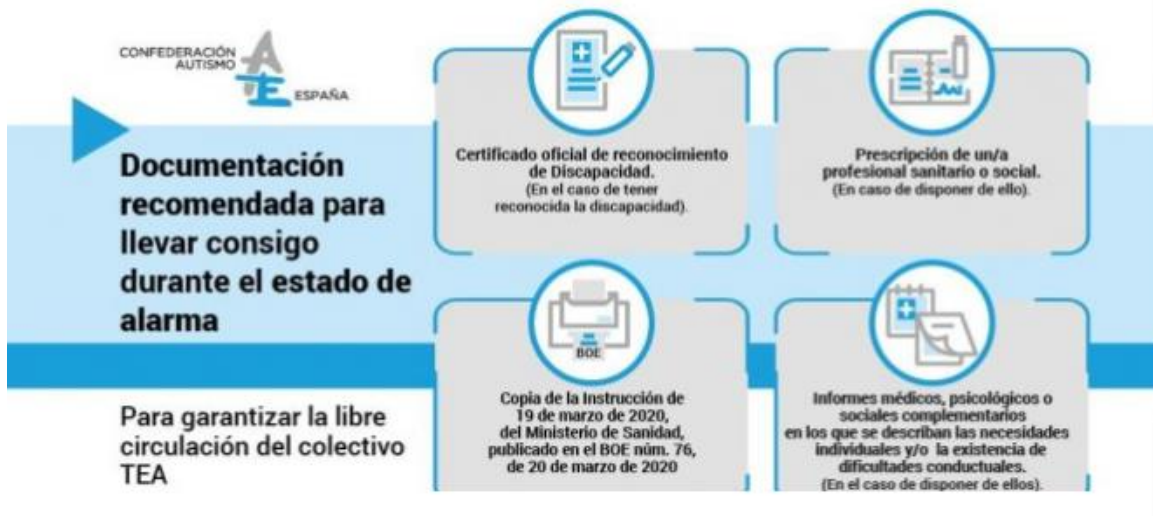 CONFEDERACIÓN
AUTISMO
AE
ESPAÑA
Documentación
recomendada para
llevar consigo
durante el estado de
alarma
Para garantizar la libre
circulación del colectivo
TEA
Certificado oficial de reconocimiento
de Discapacidad.
(En el caso de tener
reconocida la discapacidad).
Prescripción de un/a
profesional sanitario o social.
(En caso de disponer de ello).
BOE
Copia de la Instrucción de
19 de marzo de 2020,
del Ministerio de Sanidad,
publicado en el BOE núm. 76,
de 20 de marzo de 2020
Informes médicos, psicológicos o
sociales complementarios
en los que se describan las necesidades
individuales y/o la existencia de
dificultades conductuales.
(En el caso de disponer de ellos).